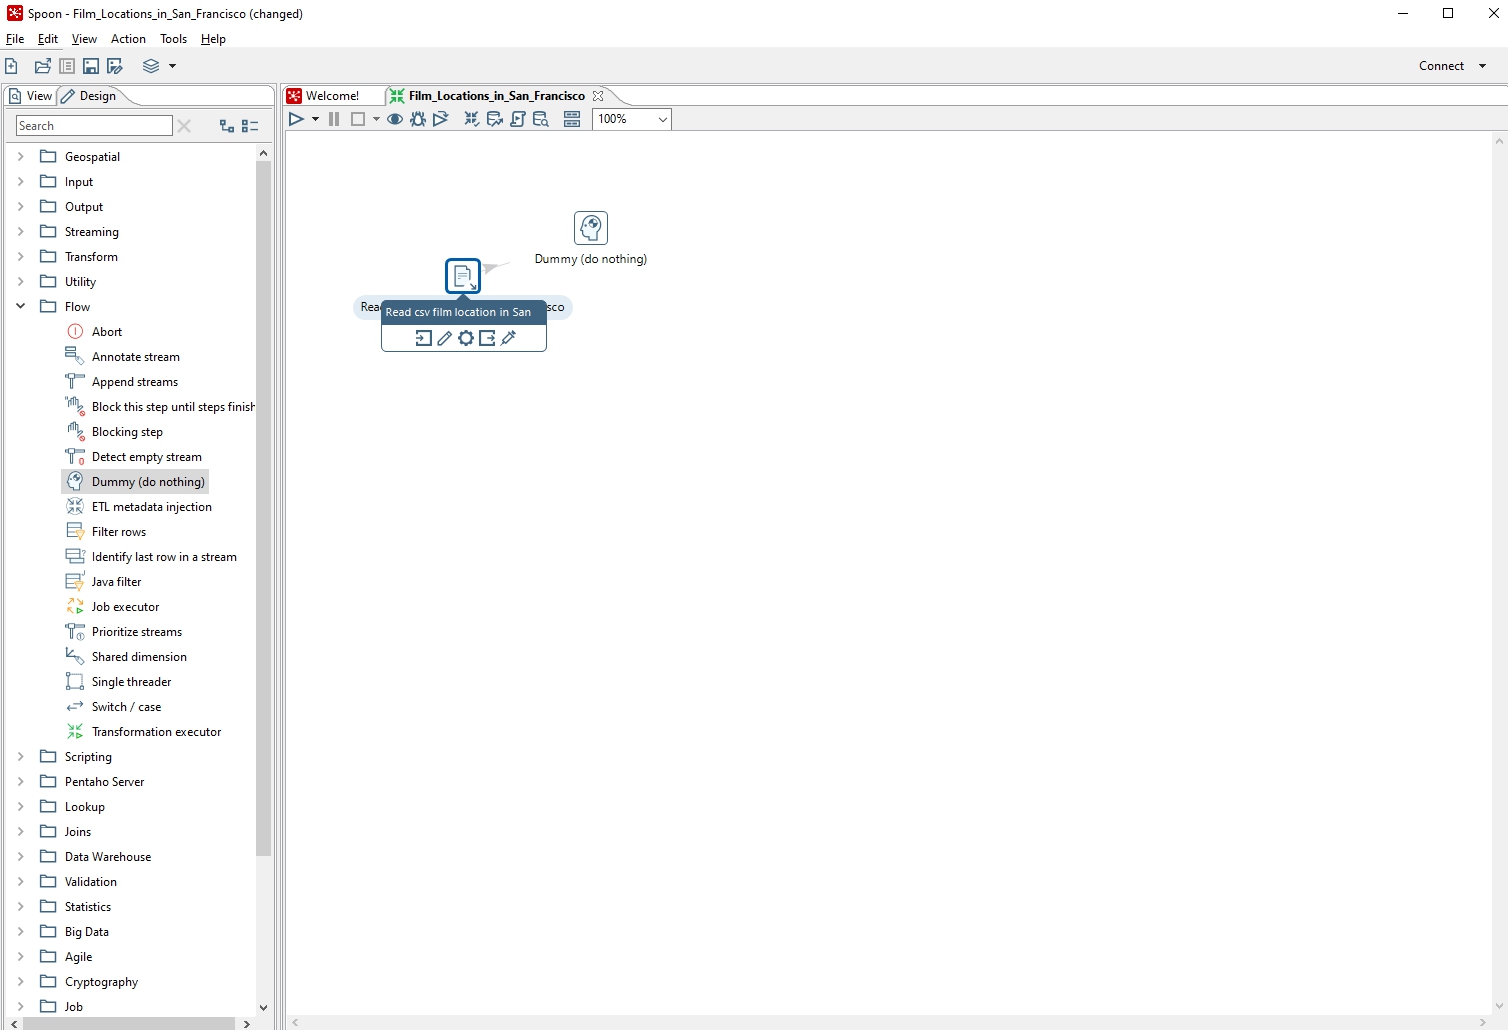 Spoon - Film_Locations_in_San_Francisco (changed)
File Edit View Action Tools Help
Connect
View Design
Welcome! Film_Locations_in_San_Francisco
Search
100%
Geospatial
Input
Output
Streaming
Transform
Utility
Flow
Abort
Annotate stream
Append streams
Block this step until steps finish
Blocking step
Detect empty stream
Dummy (do nothing)
ETL metadata injection
Filter rows
Identify last row in a stream
Java filter
Job executor
Prioritize streams
Shared dimension
Single threader
Switch / case
Transformation executor
Scripting
Pentaho Server
Lookup
Joins
Data Warehouse
Validation
Statistics
Big Data
Agile
Cryptography
Job
Dummy (do nothing)
Rea
sco
Read csv film location in San